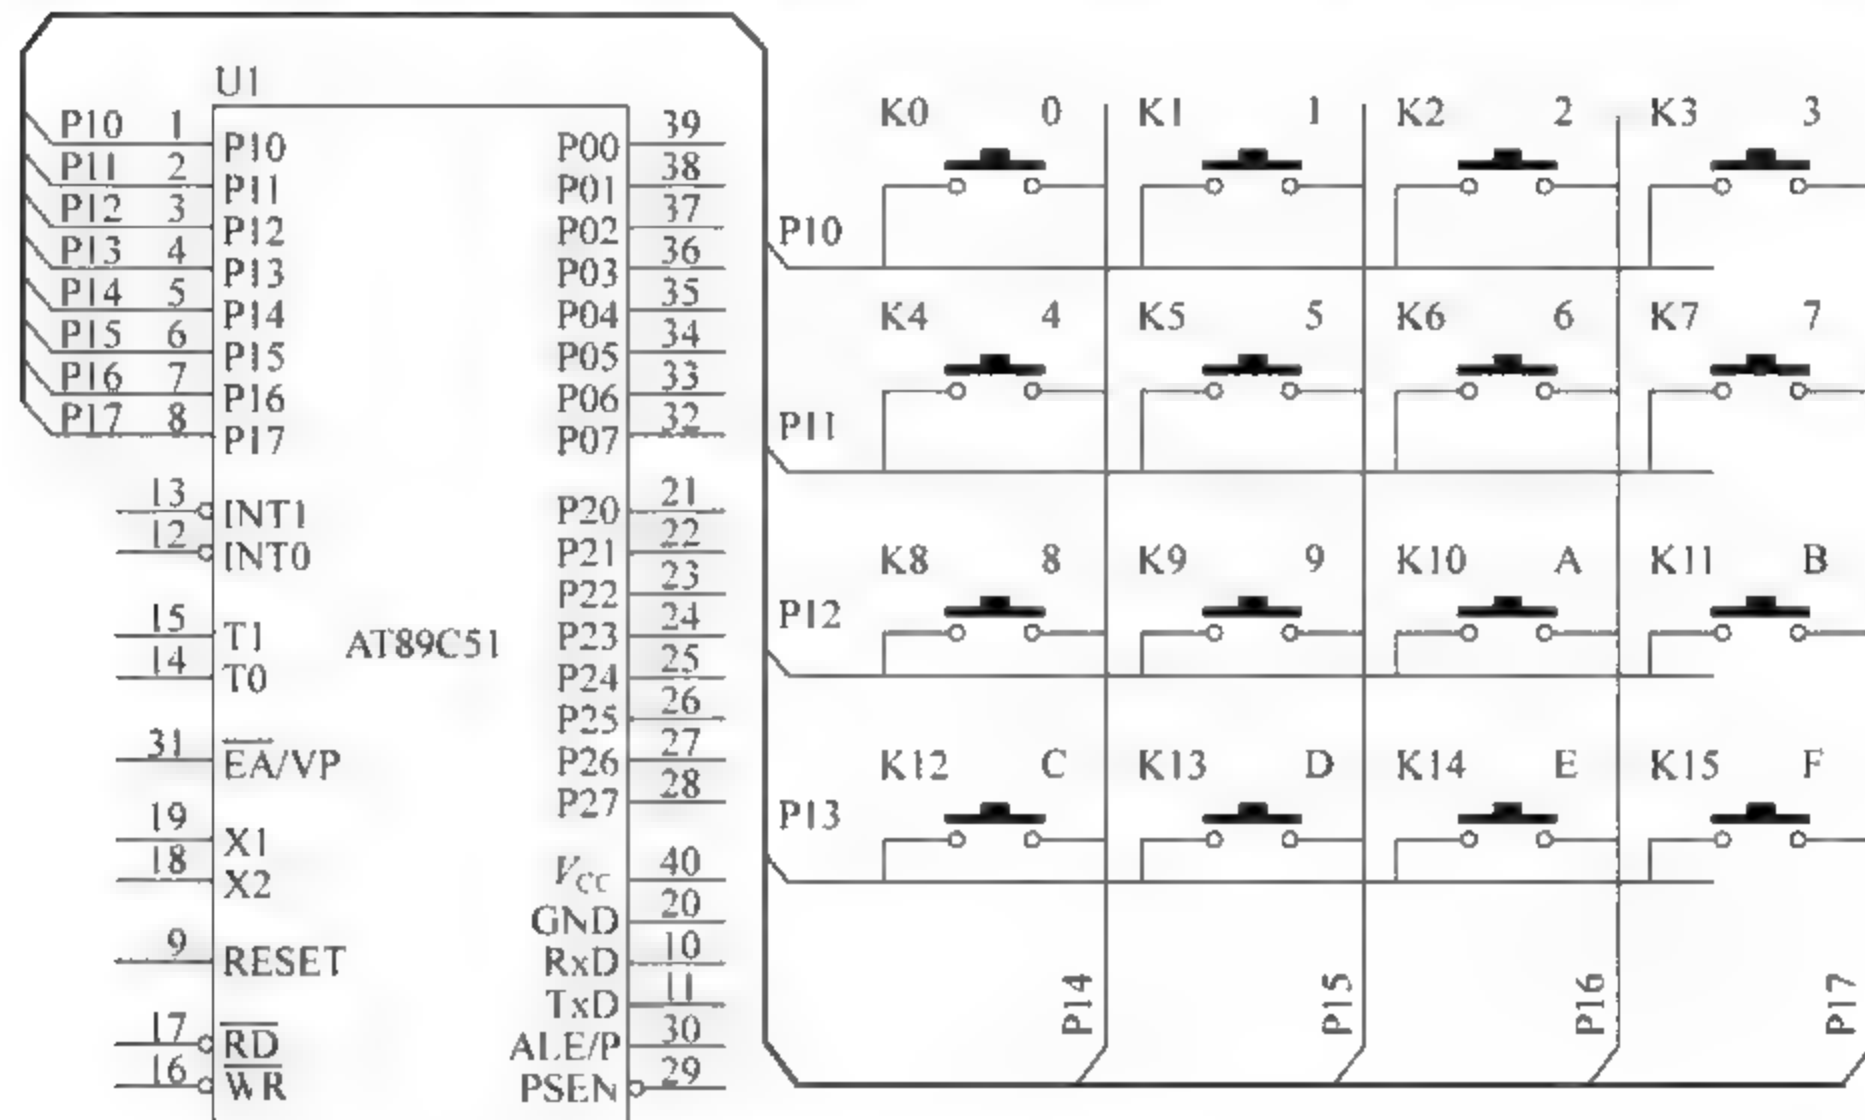 U1
P10 1 P10 P00 39
P11 2 P11 P01 38
P12 3 P12 P02 37
P13 4 P13 P03 36
P14 5 P14 P04 35
P15 6 P15 P05 34
P16 7 P16 P06 33
P17 8 P17 P07 32
13 INT1 P20 21
12 INT0 P21 22
P22 23
15 T1 P23 24
14 T0 P24 25
AT89C51
P25 26
31 EA/VP P26 27
P27 28
19 X1
18 X2 VCC 40
GND 20
9 RESET RxD 10
TxD 11
17 RD ALE/P 30
16 WR PSEN 29
K0 0 K1 1 K2 2 K3 3
P10
K4 4 K5 5 K6 6 K7 7
P11
K8 8 K9 9 K10 A K11 B
P12
K12 C K13 D K14 E K15 F
P13
P14 P15 P16 P17